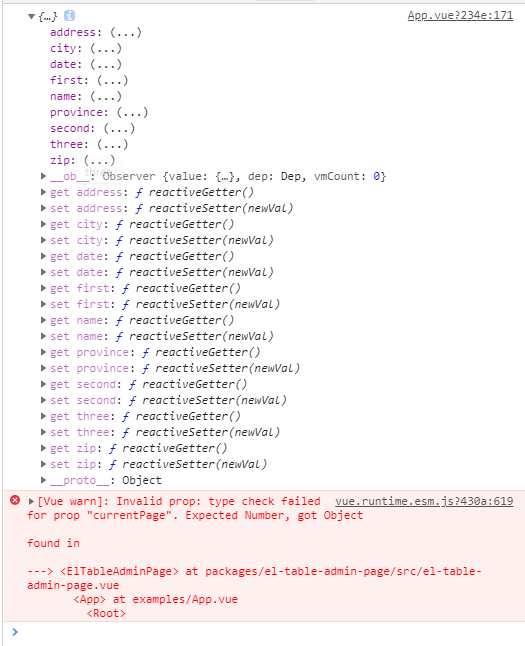 ▼{…} i App.vue?234e:171
address: (...)
city: (...)
date: (...)
first: (...)
name: (...)
province: (...)
second: (...)
three: (...)
zip: (...)
▶__ob__: Observer {value: {…}, dep: Dep, vmCount: 0}
▶get address: ƒ reactiveGetter()
▶set address: ƒ reactiveSetter(newVal)
▶get city: ƒ reactiveGetter()
▶set city: ƒ reactiveSetter(newVal)
▶get date: ƒ reactiveGetter()
▶set date: ƒ reactiveSetter(newVal)
▶get first: ƒ reactiveGetter()
▶set first: ƒ reactiveSetter(newVal)
▶get name: ƒ reactiveGetter()
▶set name: ƒ reactiveSetter(newVal)
▶get province: ƒ reactiveGetter()
▶set province: ƒ reactiveSetter(newVal)
▶get second: ƒ reactiveGetter()
▶set second: ƒ reactiveSetter(newVal)
▶get three: ƒ reactiveGetter()
▶set three: ƒ reactiveSetter(newVal)
▶get zip: ƒ reactiveGetter()
▶set zip: ƒ reactiveSetter(newVal)
▶__proto__: Object
▶[Vue warn]: Invalid prop: type check failed vue.runtime.esm.js?430a:619
for prop "currentPage". Expected Number, got Object
found in
---> <ElTableAdminPage> at packages/el-table-admin-page/src/el-table-
admin-page.vue
<App> at examples/App.vue
<Root>
>